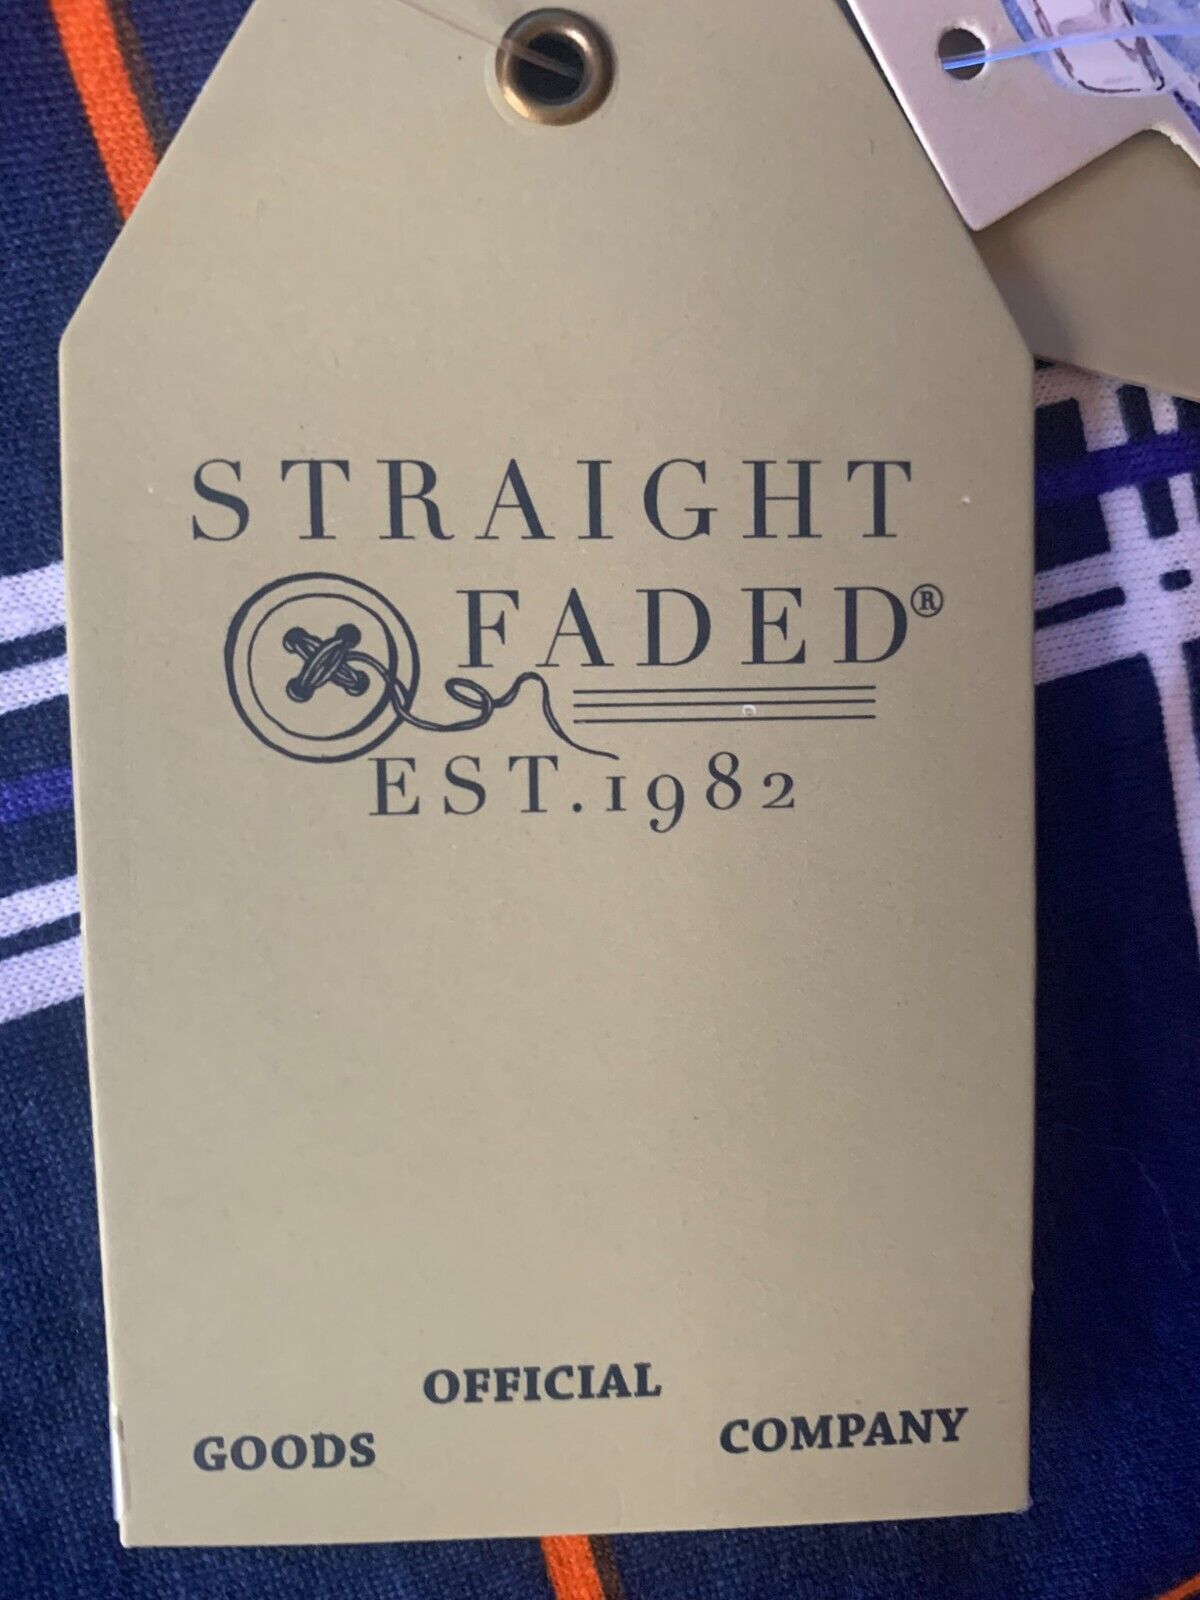 STRAIGHT
FADED®
EST.1982
OFFICIAL
GOODS COMPANY